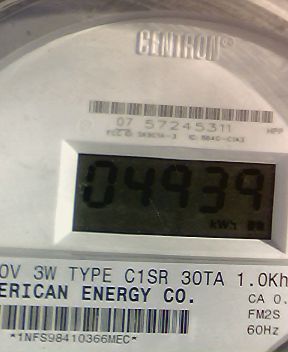 CENTRON®
07 57245311
HPP
04939
kWh
0V 3W TYPE C1SR 30TA 1.0Kh
ERICAN ENERGY CO.
CA 0.
FM2S
60Hz
*1NFS98410366MEC*